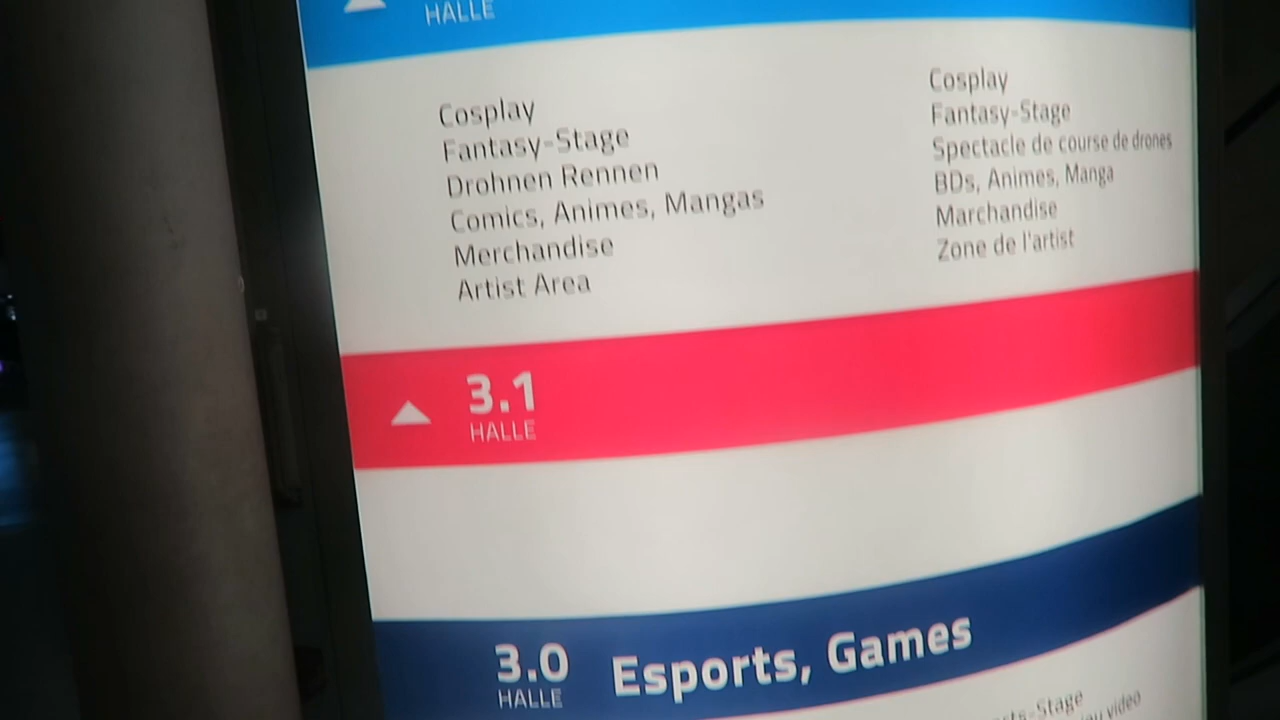 HALLE
Cosplay
Fantasy-Stage
Drohnen Rennen
Comics, Animes, Mangas
Merchandise
Artist Area
Cosplay
Fantasy-Stage
Spectacle de course de drones
BDs, Animes, Manga
Marchandise
Zone de l'artist
3.1
HALLE
3.0
HALLE
Esports, Games
video